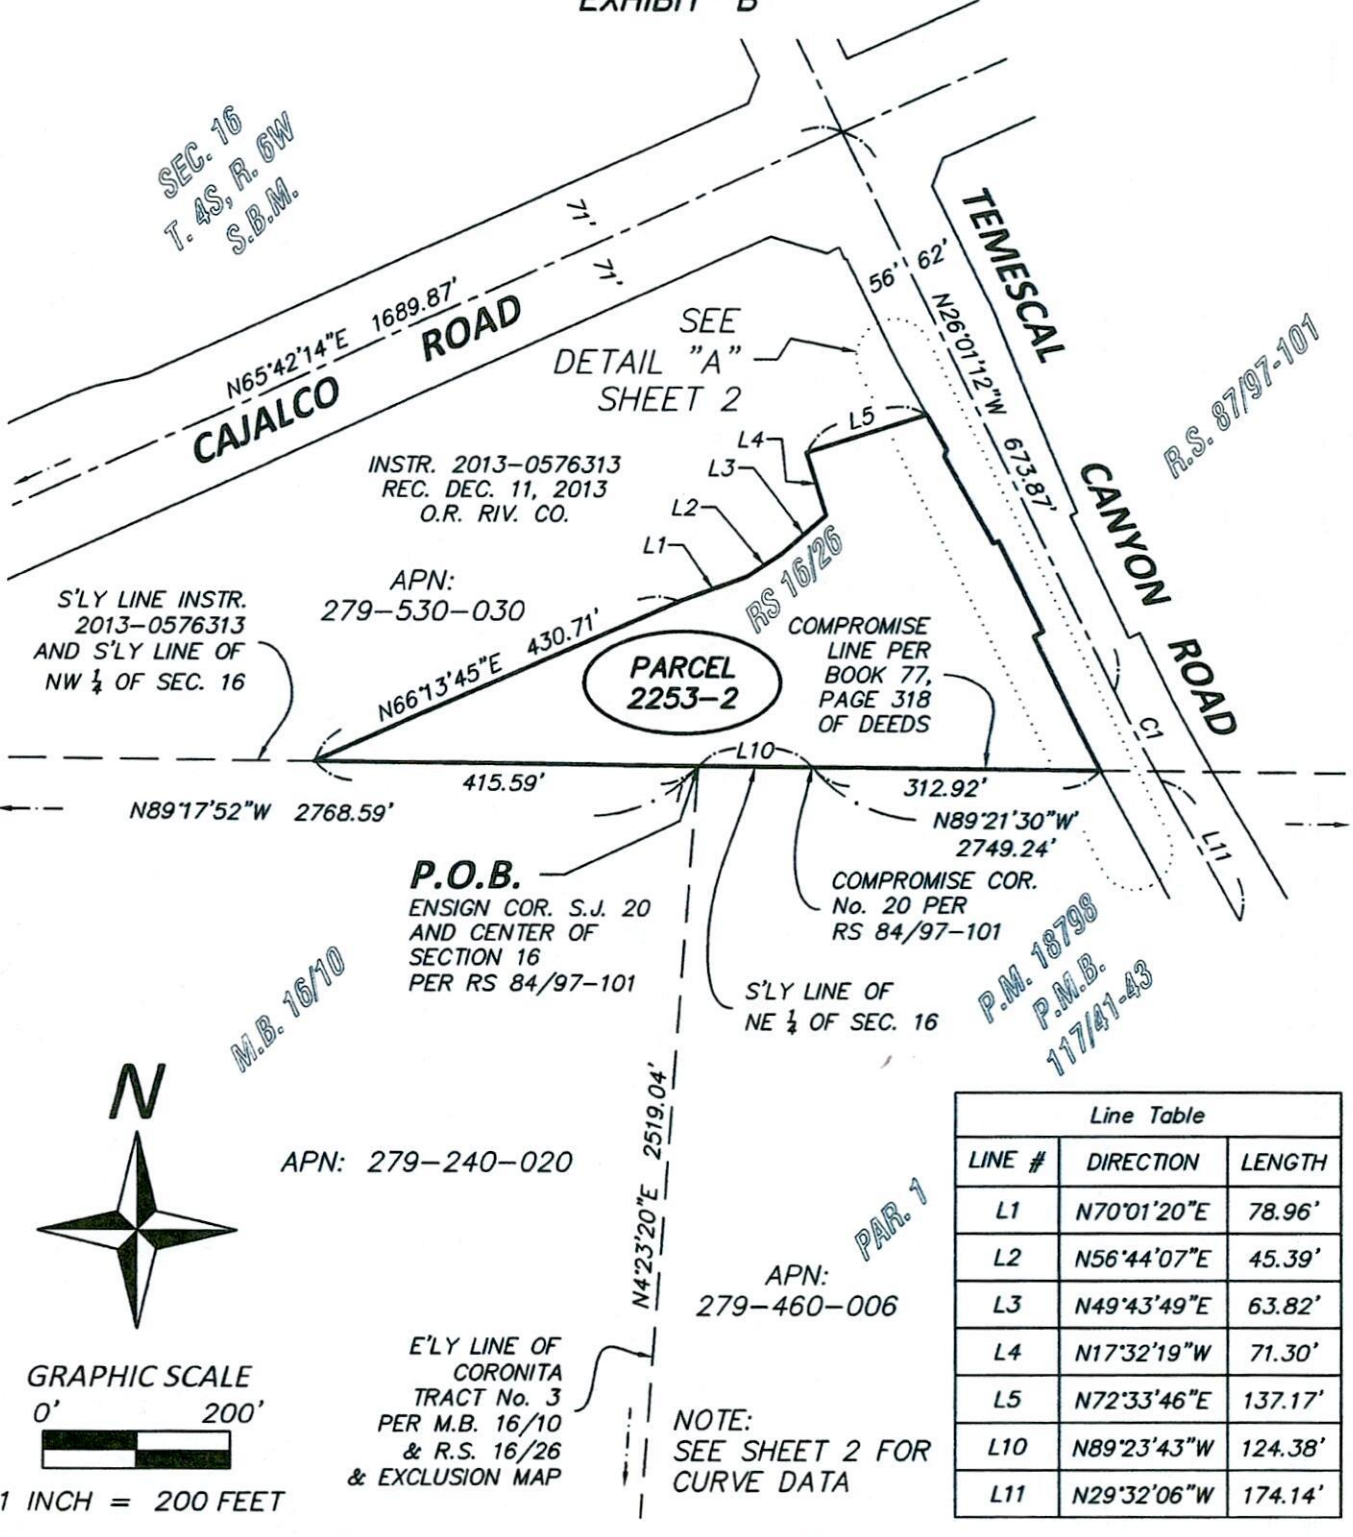 EXHIBIT "B"
SEC. 16
T. 4S, R. 6W
S.B.M.
71'
71'
N65°42'14"E 1689.87'
CAJALCO ROAD
56' 62'
TEMESCAL CANYON ROAD
N26°01'12"W 673.87'
R.S. 87/97-101
SEE
DETAIL "A"
SHEET 2
L5
L4
L3
L2
L1
INSTR. 2013-0576313
REC. DEC. 11, 2013
O.R. RIV. CO.
APN:
279-530-030
RS 16/26
S'LY LINE INSTR.
2013-0576313
AND S'LY LINE OF
NW ¼ OF SEC. 16
N66°13'45"E 430.71'
PARCEL
2253-2
COMPROMISE
LINE PER
BOOK 77,
PAGE 318
OF DEEDS
C1
L10
415.59'
312.92'
N89°17'52"W 2768.59'
N89°21'30"W
2749.24'
L11
P.O.B.
ENSIGN COR. S.J. 20
AND CENTER OF
SECTION 16
PER RS 84/97-101
COMPROMISE COR.
No. 20 PER
RS 84/97-101
S'LY LINE OF
NE ¼ OF SEC. 16
P.M. 18798
P.M.B.
117/41-43
M.B. 16/10
N
APN: 279-240-020
N4°23'20"E 2519.04'
PAR. 1
APN:
279-460-006
E'LY LINE OF
CORONITA
TRACT No. 3
PER M.B. 16/10
& R.S. 16/26
& EXCLUSION MAP
NOTE:
SEE SHEET 2 FOR
CURVE DATA
GRAPHIC SCALE
0' 200'
1 INCH = 200 FEET
Line Table
LINE # DIRECTION LENGTH
L1 N70°01'20"E 78.96'
L2 N56°44'07"E 45.39'
L3 N49°43'49"E 63.82'
L4 N17°32'19"W 71.30'
L5 N72°33'46"E 137.17'
L10 N89°23'43"W 124.38'
L11 N29°32'06"W 174.14'